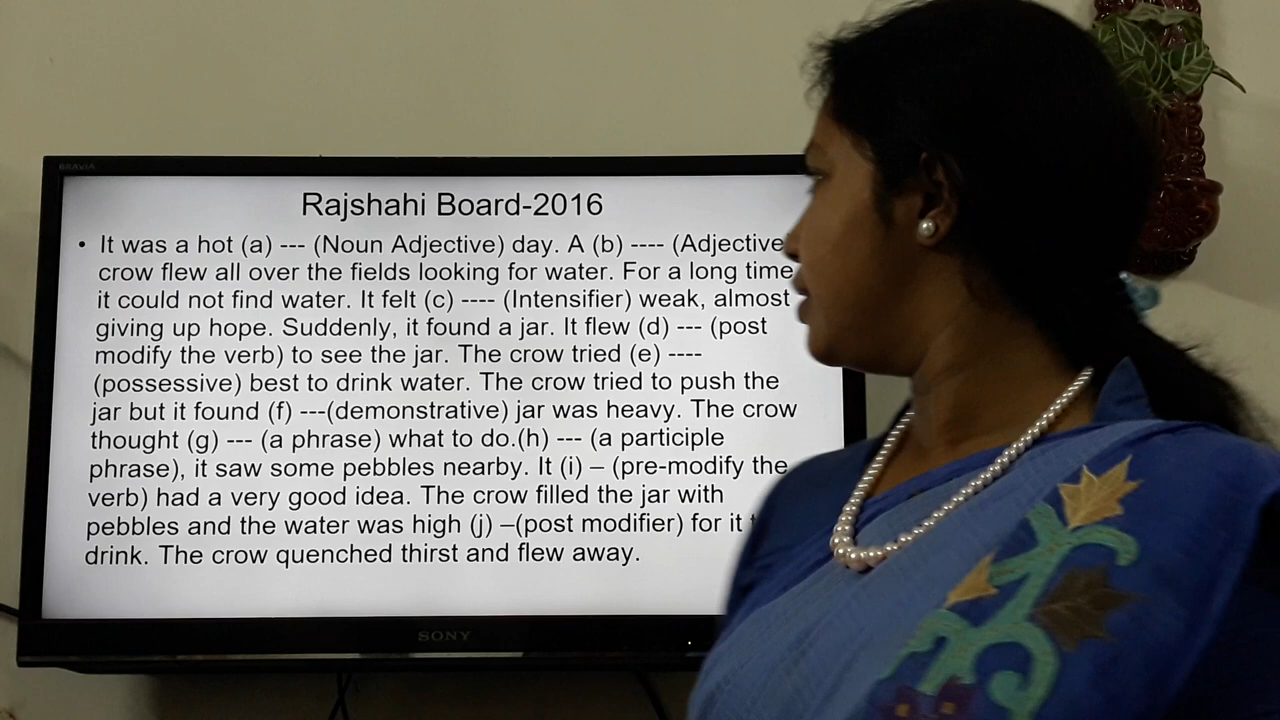 BRAVIA
Rajshahi Board-2016
• It was a hot (a) --- (Noun Adjective) day. A (b) ---- (Adjective
crow flew all over the fields looking for water. For a long time
it could not find water. It felt (c) ---- (Intensifier) weak, almost
giving up hope. Suddenly, it found a jar. It flew (d) --- (post
modify the verb) to see the jar. The crow tried (e) ----
(possessive) best to drink water. The crow tried to push the
jar but it found (f) ---(demonstrative) jar was heavy. The crow
thought (g) --- (a phrase) what to do.(h) --- (a participle
phrase), it saw some pebbles nearby. It (i) – (pre-modify the
verb) had a very good idea. The crow filled the jar with
pebbles and the water was high (j) –(post modifier) for it
drink. The crow quenched thirst and flew away.
SONY